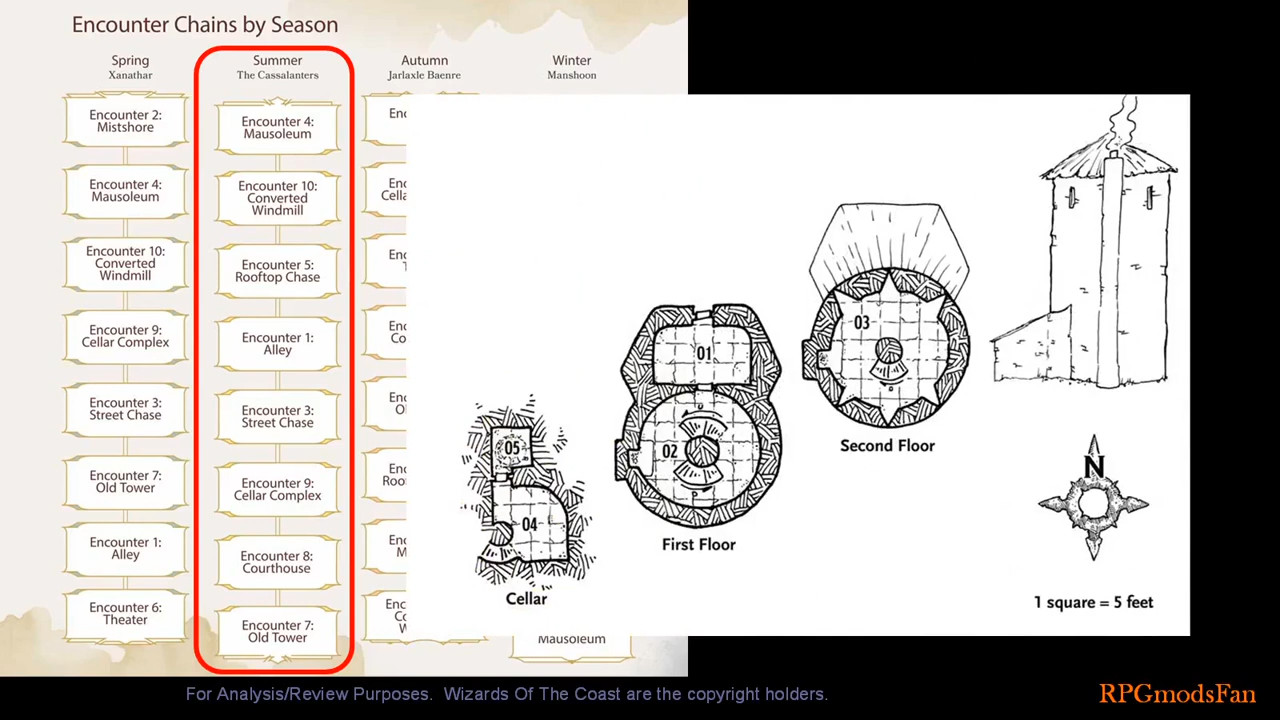 Encounter Chains by Season
Spring
Xanathar
Encounter 2:
Mistshore
Encounter 4:
Mausoleum
Encounter 10:
Converted
Windmill
Encounter 9:
Cellar Complex
Encounter 3:
Street Chase
Encounter 7:
Old Tower
Encounter 1:
Alley
Encounter 6:
Theater
Summer
The Cassalanters
Encounter 4:
Mausoleum
Encounter 10:
Converted
Windmill
Encounter 5:
Rooftop Chase
Encounter 1:
Alley
Encounter 3:
Street Chase
Encounter 9:
Cellar Complex
Encounter 8:
Courthouse
Encounter 7:
Old Tower
Autumn
Jarlaxle Baenre
Winter
Manshoon
Mausoleum
05
04
Cellar
01
02
First Floor
03
Second Floor
N
1 square = 5 feet
For Analysis/Review Purposes. Wizards Of The Coast are the copyright holders.
RPGmodsFan